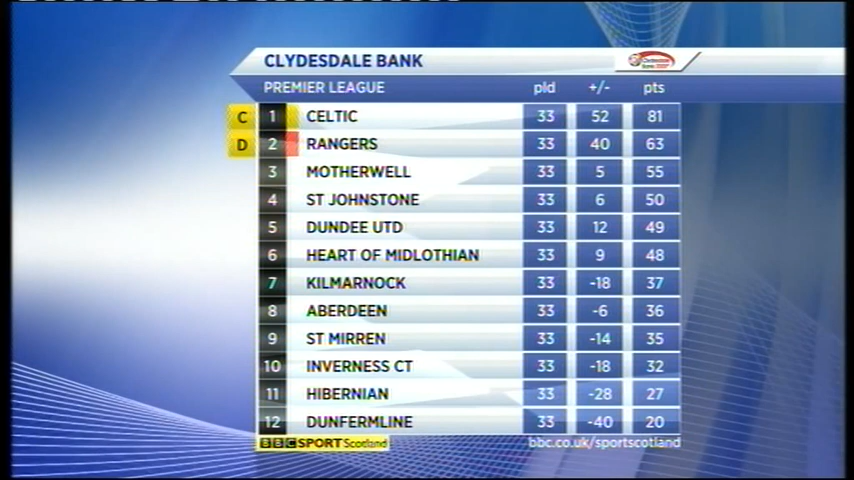 CLYDESDALE BANK
Clydesdale Bank
PREMIER LEAGUE pld +/- pts
C 1 CELTIC 33 52 81
D 2 RANGERS 33 40 63
3 MOTHERWELL 33 5 55
4 ST JOHNSTONE 33 6 50
5 DUNDEE UTD 33 12 49
6 HEART OF MIDLOTHIAN 33 9 48
7 KILMARNOCK 33 -18 37
8 ABERDEEN 33 -6 36
9 ST MIRREN 33 -14 35
10 INVERNESS CT 33 -18 32
11 HIBERNIAN 33 -28 27
12 DUNFERMLINE 33 -40 20
BBC SPORT Scotland bbc.co.uk/sportscotland